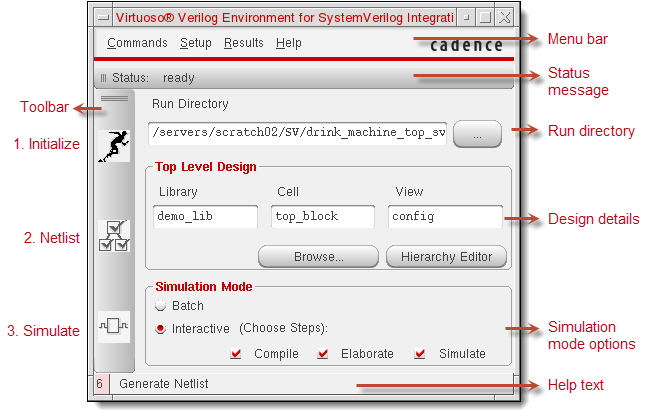 Virtuoso® Verilog Environment for SystemVerilog Integrati
Commands Setup Results Help
cādence
Menu bar
Status: ready
Status message
Toolbar
Run Directory
/servers/scratch02/SV/drink_machine_top_sv
...
Run directory
1. Initialize
Top Level Design
Library Cell View
demo_lib top_block config
Design details
2. Netlist
Browse... Hierarchy Editor
Simulation Mode
Batch
3. Simulate
Interactive (Choose Steps):
Simulation mode options
Compile Elaborate Simulate
6 Generate Netlist
Help text